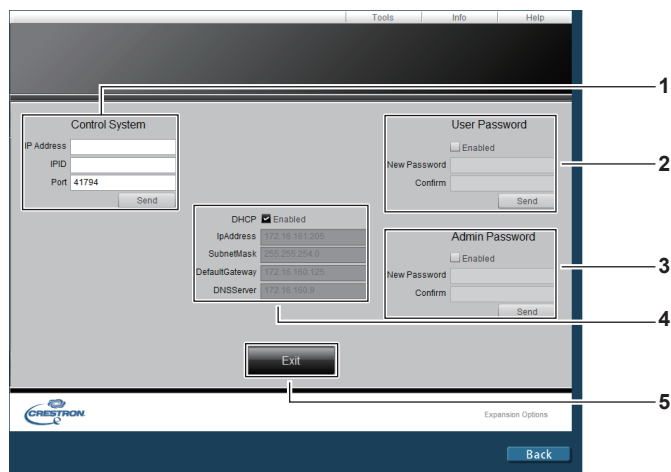 Tools Info Help
1
Control System
IP Address
IPID
Port 41794
Send
User Password
Enabled
New Password
Confirm
Send
2
DHCP Enabled
IpAddress 172.16.161.205
SubnetMask 255.255.254.0
DefaultGateway 172.16.160.125
DNSServer 172.16.160.9
Admin Password
Enabled
New Password
Confirm
Send
3
4
Exit
5
CRESTRON
Expansion Options
Back